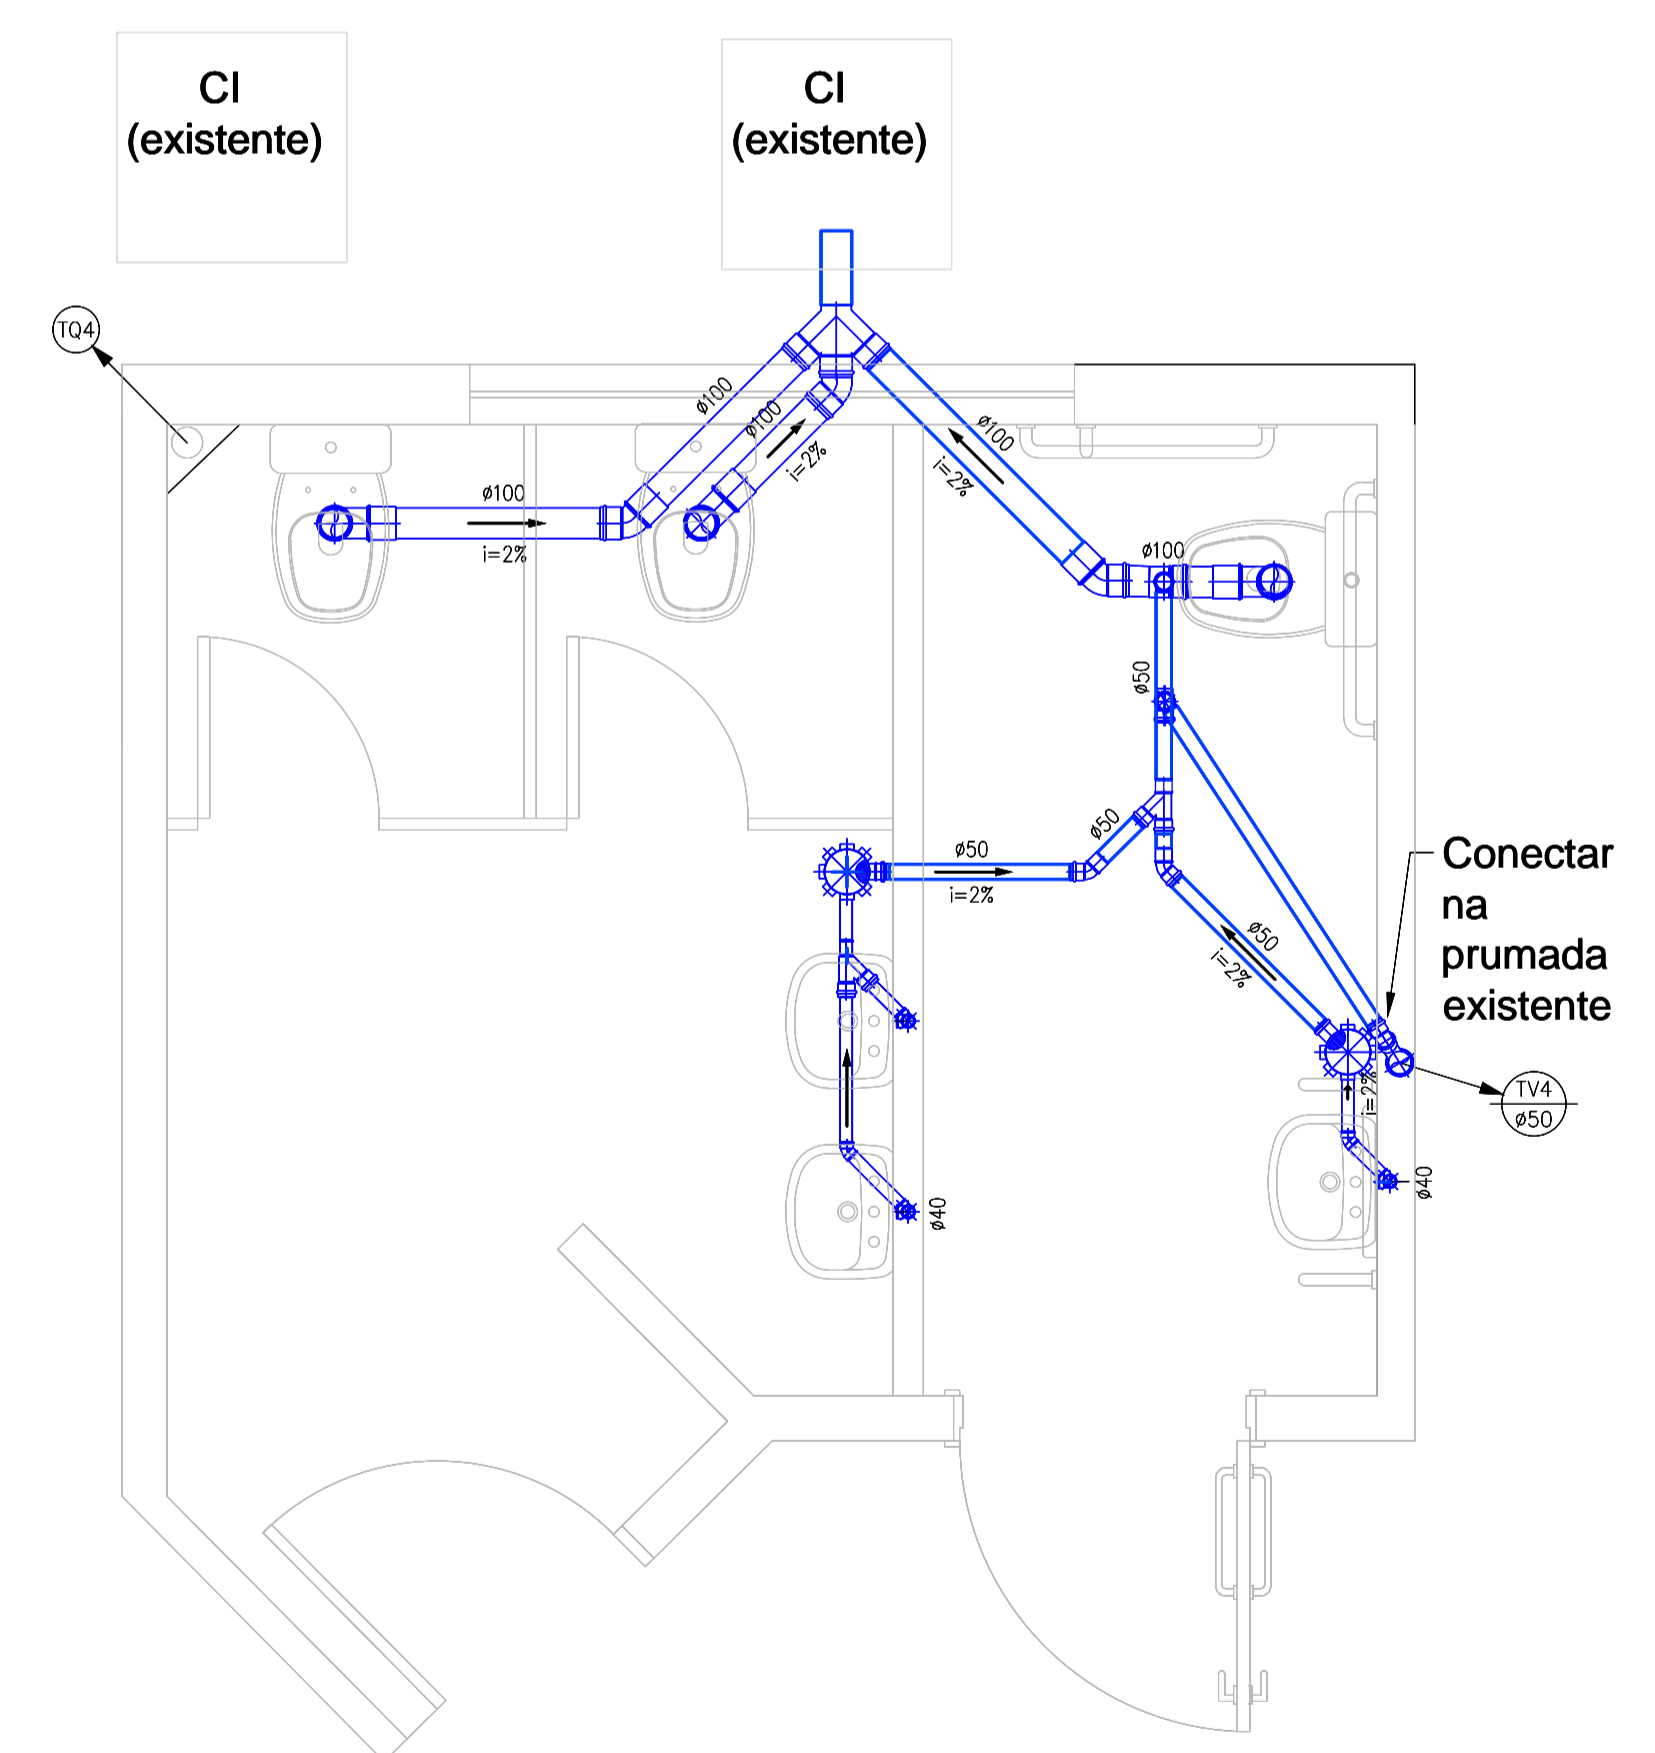 CI
(existente)
CI
(existente)
TQ4
ø100
ø100
i=2%
ø100
i=2%
ø100
i=2%
ø100
ø50
ø50
ø50
i=2%
ø50
i=2%
Conectar
na
prumada
existente
i=2%
TV4
ø50
ø40
ø40